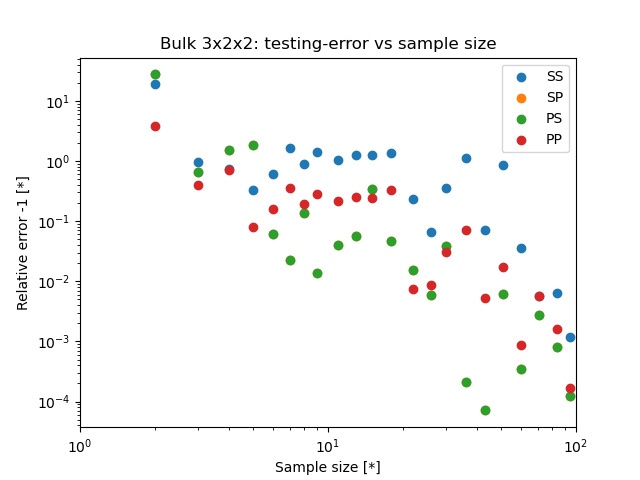 Bulk 3x2x2: testing-error vs sample size
SS
SP
PS
PP
10¹
10⁰
10⁻¹
10⁻²
10⁻³
10⁻⁴
Relative error -1 [*]
10⁰ 10¹ 10²
Sample size [*]